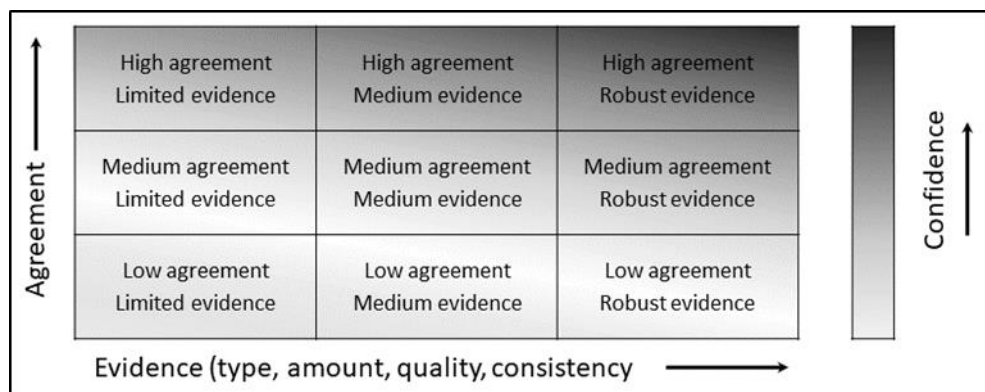 Agreement
High agreement
Limited evidence
High agreement
Medium evidence
High agreement
Robust evidence
Medium agreement
Limited evidence
Medium agreement
Medium evidence
Medium agreement
Robust evidence
Low agreement
Limited evidence
Low agreement
Medium evidence
Low agreement
Robust evidence
Evidence (type, amount, quality, consistency
Confidence